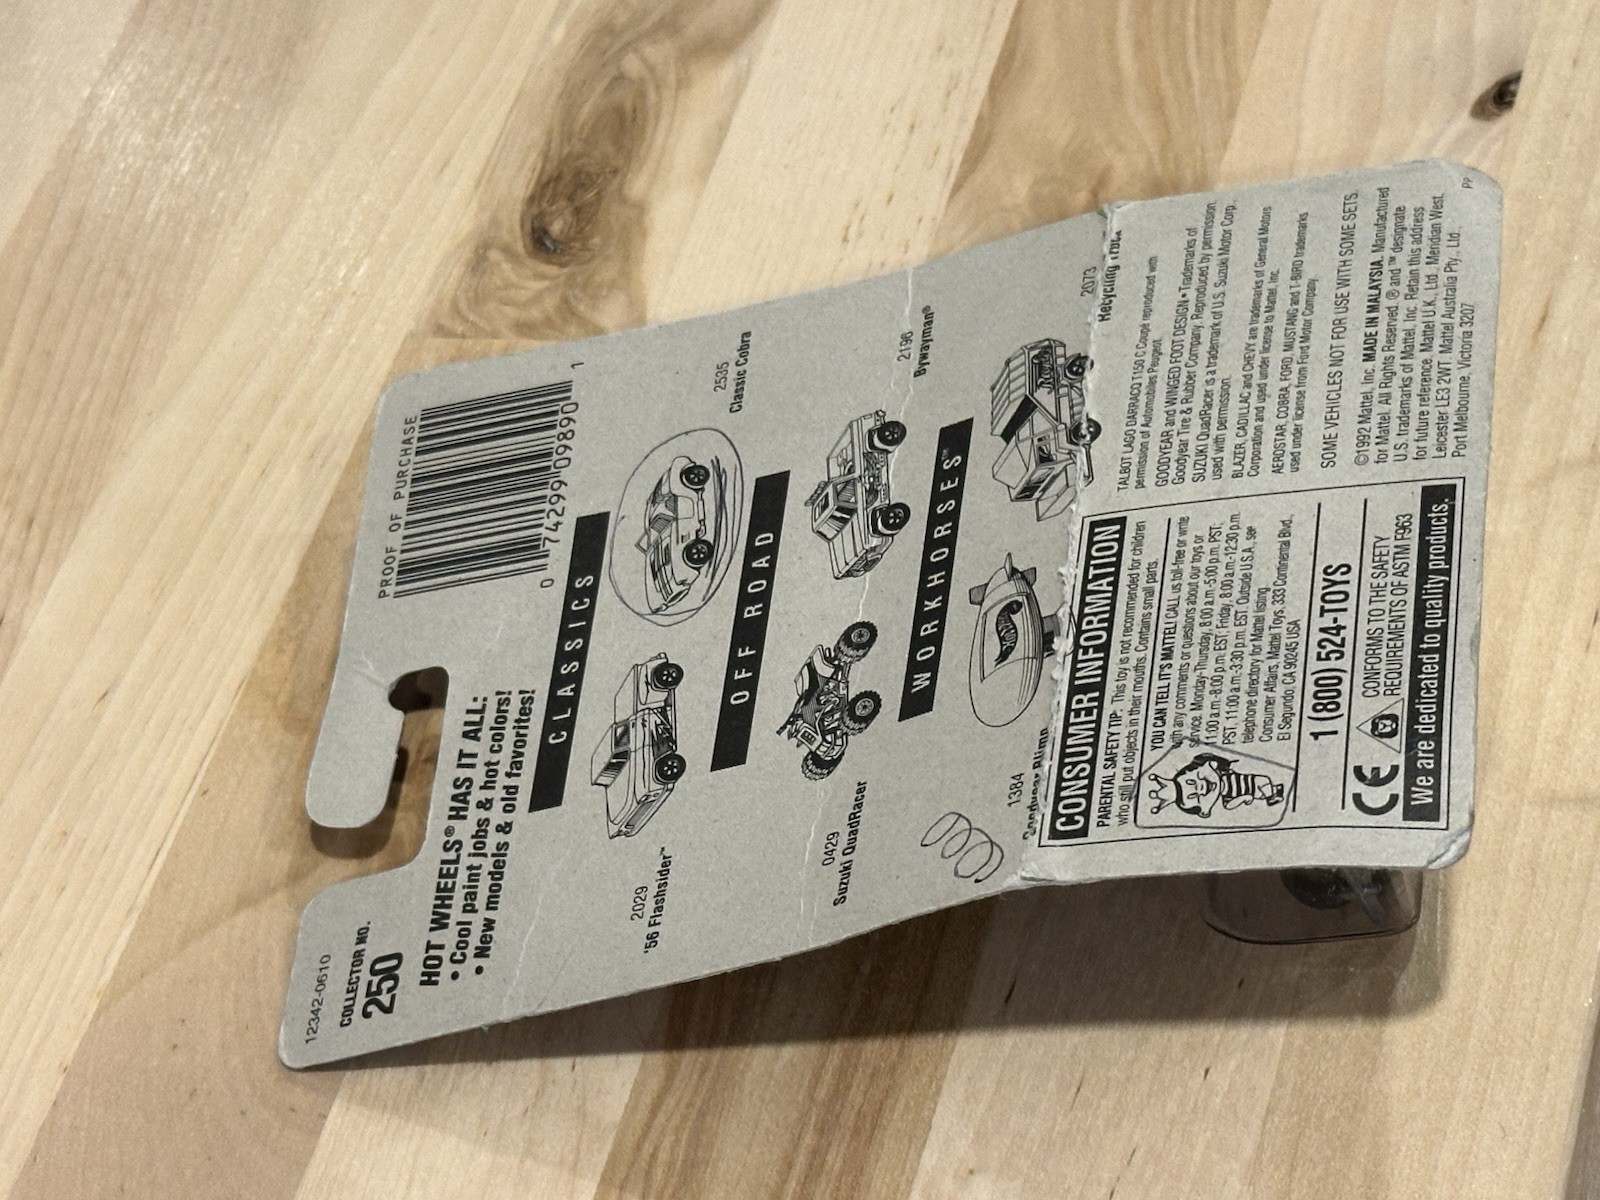 12342-0610
COLLECTOR NO.
250
PROOF OF PURCHASE
0 74299 09890 1
HOT WHEELS® HAS IT ALL:
• Cool paint jobs & hot colors!
• New models & old favorites!
CLASSICS
2029
'56 Flashsider™
2535
Classic Cobra
OFF ROAD
0429
Suzuki QuadRacer
2196
Bywayman®
WORKHORSES™
1384
Goodyear Blimp
2073
Recycling Truck
CONSUMER INFORMATION
PARENTAL SAFETY TIP: This toy is not recommended for children
who still put objects in their mouths. Contains small parts.
YOU CAN TELL IT'S MATTEL! CALL us toll-free or write
with any comments or questions about our toys or
service. Monday-Thursday, 8:00 a.m.-5:00 p.m. PST,
11:00 a.m.-8:00 p.m. EST; Friday, 8:00 a.m.-12:30 p.m.
PST, 11:00 a.m.-3:30 p.m. EST. Outside U.S.A., see
telephone directory for Mattel listing.
Consumer Affairs, Mattel Toys, 333 Continental Blvd.,
El Segundo, CA 90245 USA
1 (800) 524-TOYS
CE
CONFORMS TO THE SAFETY
REQUIREMENTS OF ASTM F963
We are dedicated to quality products.
TALBOT LAGO DARRACQ T150 C Coupé reproduced with
permission of Automobiles Peugeot.
GOODYEAR and WINGED FOOT DESIGN • Trademarks of
Goodyear Tire & Rubber Company. Reproduced by permission.
SUZUKI QuadRacer is a trademark of U.S. Suzuki Motor Corp.,
used with permission.
BLAZER, CADILLAC and CHEVY are trademarks of General Motors
Corporation and used under license to Mattel, Inc.
AEROSTAR, COBRA, FORD, MUSTANG and T-BIRD trademarks
used under license from Ford Motor Company.
SOME VEHICLES NOT FOR USE WITH SOME SETS.
©1992 Mattel, Inc. MADE IN MALAYSIA. Manufactured
for Mattel. All Rights Reserved. ® and ™ designate
U.S. trademarks of Mattel, Inc. Retain this address
for future reference. Mattel U.K., Ltd., Meridian West,
Leicester LE3 2WT. Mattel Australia Pty., Ltd.,
Port Melbourne, Victoria 3207
PP